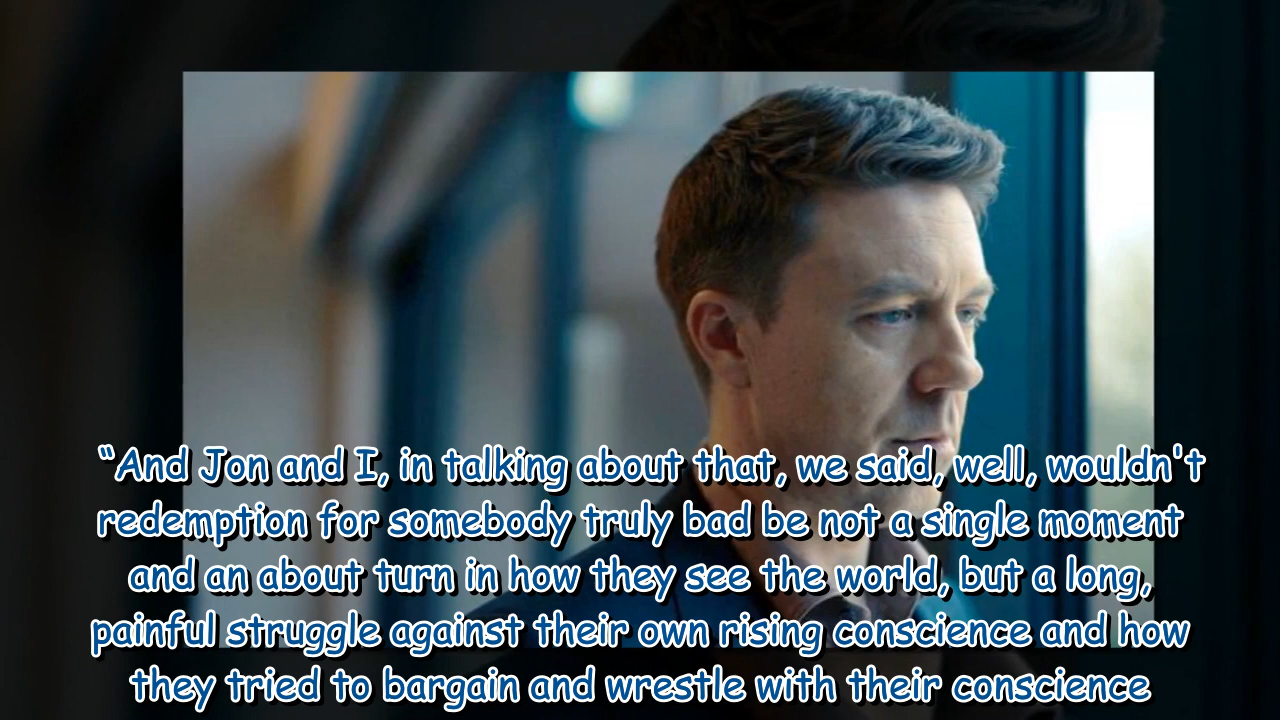 “And Jon and I, in talking about that, we said, well, wouldn't
redemption for somebody truly bad be not a single moment
and an about turn in how they see the world, but a long,
painful struggle against their own rising conscience and how
they tried to bargain and wrestle with their conscience